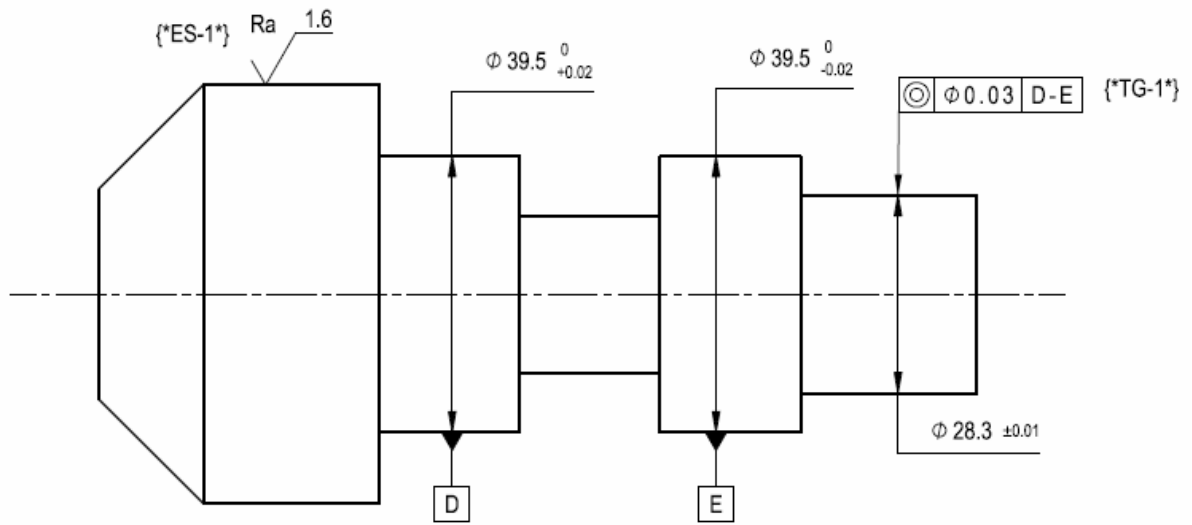 {*ES-1*} Ra 1.6
Φ 39.5 0 +0.02
Φ 39.5 0 -0.02
◎ Φ0.03 D-E {*TG-1*}
Φ 28.3 ±0.01
D
E